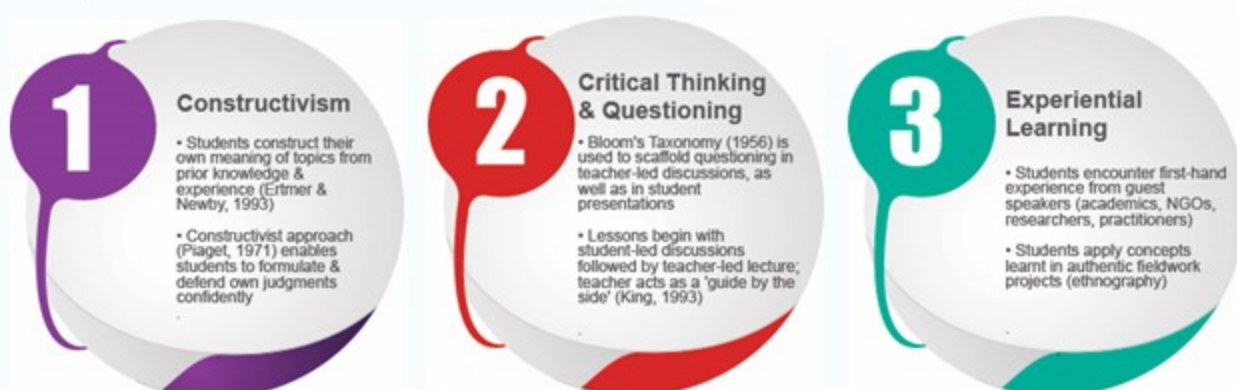 1
Constructivism
• Students construct their
own meaning of topics from
prior knowledge &
experience (Ertmer &
Newby, 1993)
• Constructivist approach
(Piaget, 1971) enables
students to formulate &
defend own judgments
confidently
.
2
Critical Thinking
& Questioning
• Bloom's Taxonomy (1956) is
used to scaffold questioning in
teacher-led discussions, as
well as in student
presentations
• Lessons begin with
student-led discussions
followed by teacher-led lecture;
teacher acts as a 'guide by the
side' (King, 1993)
.
3
Experiential
Learning
• Students encounter first-hand
experience from guest
speakers (academics, NGOs,
researchers, practitioners)
• Students apply concepts
learnt in authentic fieldwork
projects (ethnography)
.